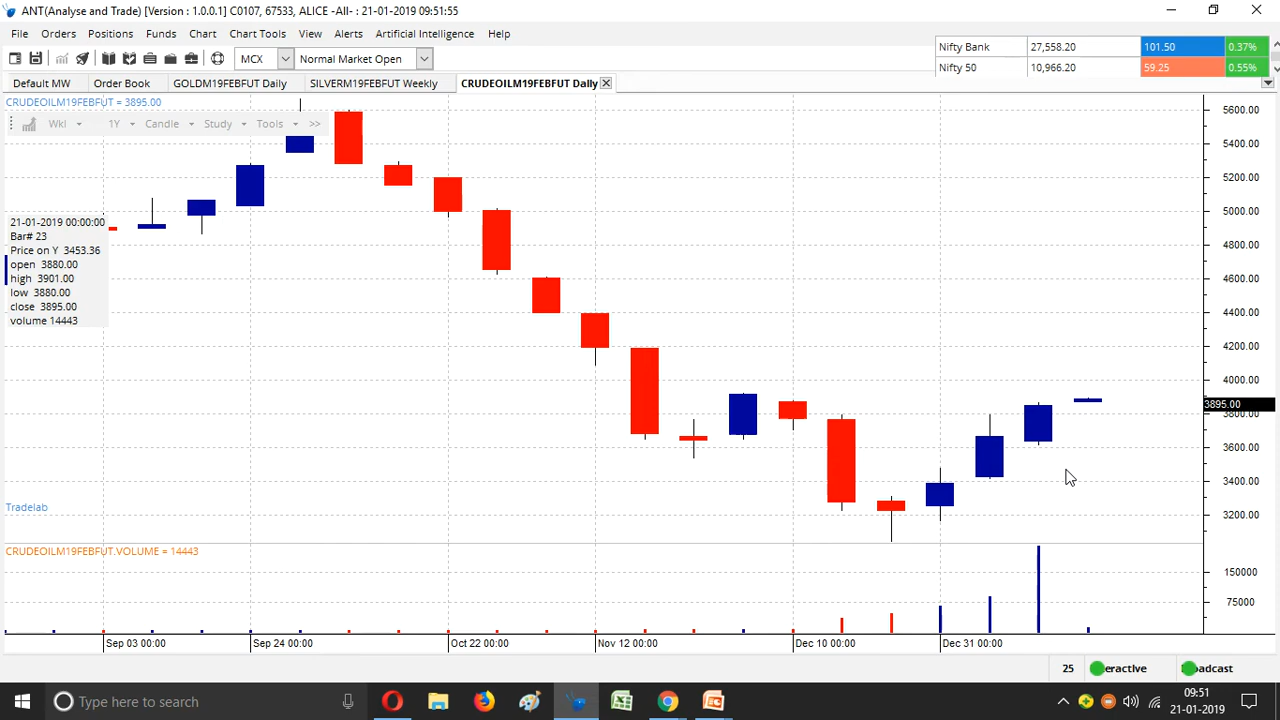 ANT(Analyse and Trade) [Version : 1.0.0.1] C0107, 67533, ALICE -All- : 21-01-2019 09:51:55
File Orders Positions Funds Chart Chart Tools View Alerts Artificial Intelligence Help
Nifty Bank 27,558.20 101.50 0.37%
MCX Normal Market Open
Nifty 50 10,966.20 59.25 0.55%
Default MW Order Book GOLDM19FEBFUT Daily SILVERM19FEBFUT Weekly CRUDEOILM19FEBFUT Daily
CRUDEOILM19FEBFUT = 3895.00
Wkl 1Y Candle Study Tools >>
21-01-2019 00:00:00
Bar# 23
Price on Y 3453.36
open 3880.00
high 3901.00
low 3880.00
close 3895.00
volume 14443
5600.00
5400.00
5200.00
5000.00
4800.00
4600.00
4400.00
4200.00
4000.00
3895.00
3800.00
3600.00
3400.00
3200.00
Tradelab
CRUDEOILM19FEBFUT.VOLUME = 14443
150000
75000
Sep 03 00:00 Sep 24 00:00 Oct 22 00:00 Nov 12 00:00 Dec 10 00:00 Dec 31 00:00
25 eractive oadcast
Type here to search
09:51
21-01-2019